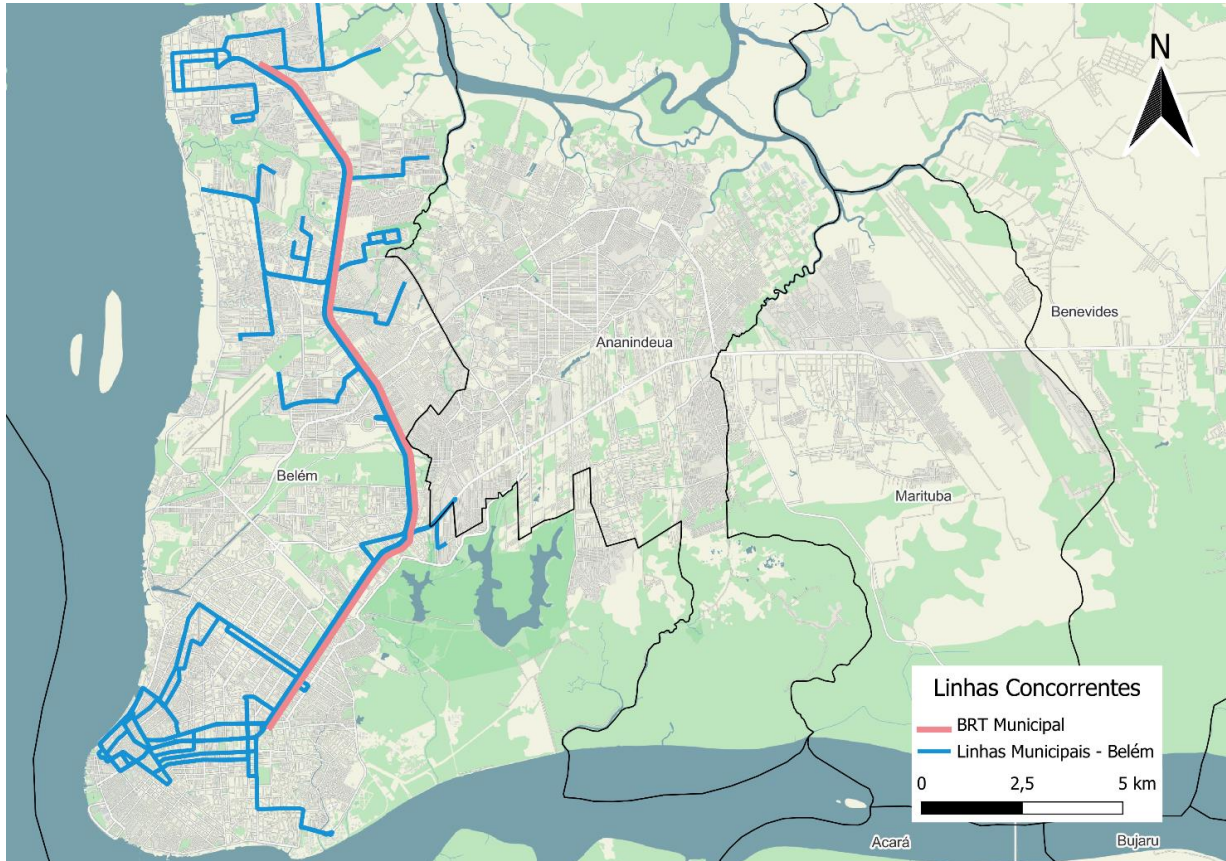 N
Benevides
Ananindeua
Belém
Marituba
Linhas Concorrentes
BRT Municipal
Linhas Municipais - Belém
0 2,5 5 km
Acará
Bujaru